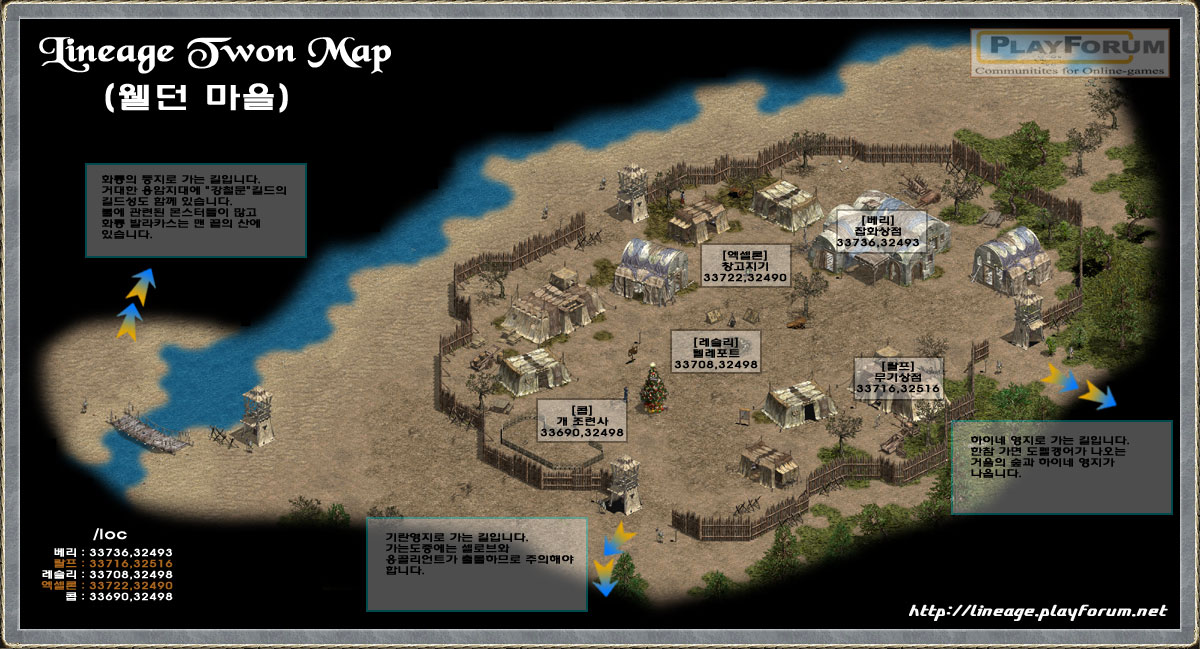 Lineage Twon Map
(웰던 마을)
PLAYFORUM
Communitites for Online-games
화룡의 둥지로 가는 길입니다.
거대한 용암지대에 "강철문"길드의
길드성도 함께 있습니다.
불에 관련된 몬스터들이 많고
화룡 발라카스는 맨 끝의 산에
있습니다.
[베리]
잡화상점
33736,32493
[엑셀론]
창고지기
33722,32490
[레슬리]
텔레포트
33708,32498
[랄프]
무기상점
33716,32516
[콤]
개 조련사
33690,32498
하이네 영지로 가는 길입니다.
한참 가면 도펠갱어가 나오는
거울의 숲과 하이네 영지가
나옵니다.
기란영지로 가는 길입니다.
가는도중에는 셀로브와
웅골리언트가 출몰하므로 주의해야
합니다.
/loc
베리 : 33736,32493
랄프 : 33716,32516
레슬리 : 33708,32498
엑셀론 : 33722,32490
콤 : 33690,32498
http://lineage.playforum.net